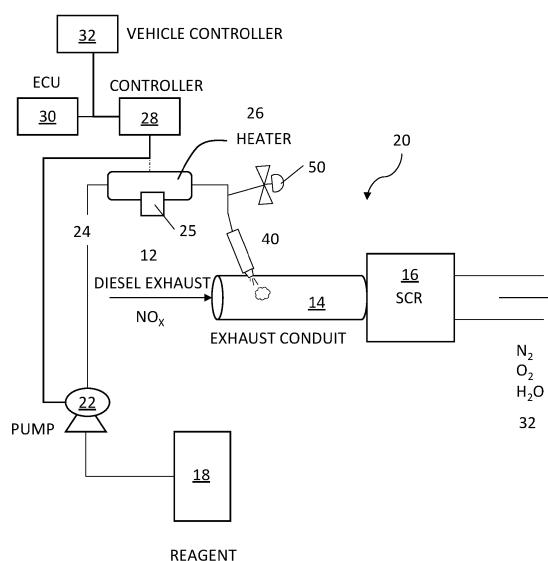 32
VEHICLE CONTROLLER
ECU
CONTROLLER
30
28
26
HEATER
20
50
24
25
12
40
DIESEL EXHAUST
NOₓ
14
16
SCR
EXHAUST CONDUIT
N₂
O₂
H₂O
32
22
PUMP
18
REAGENT